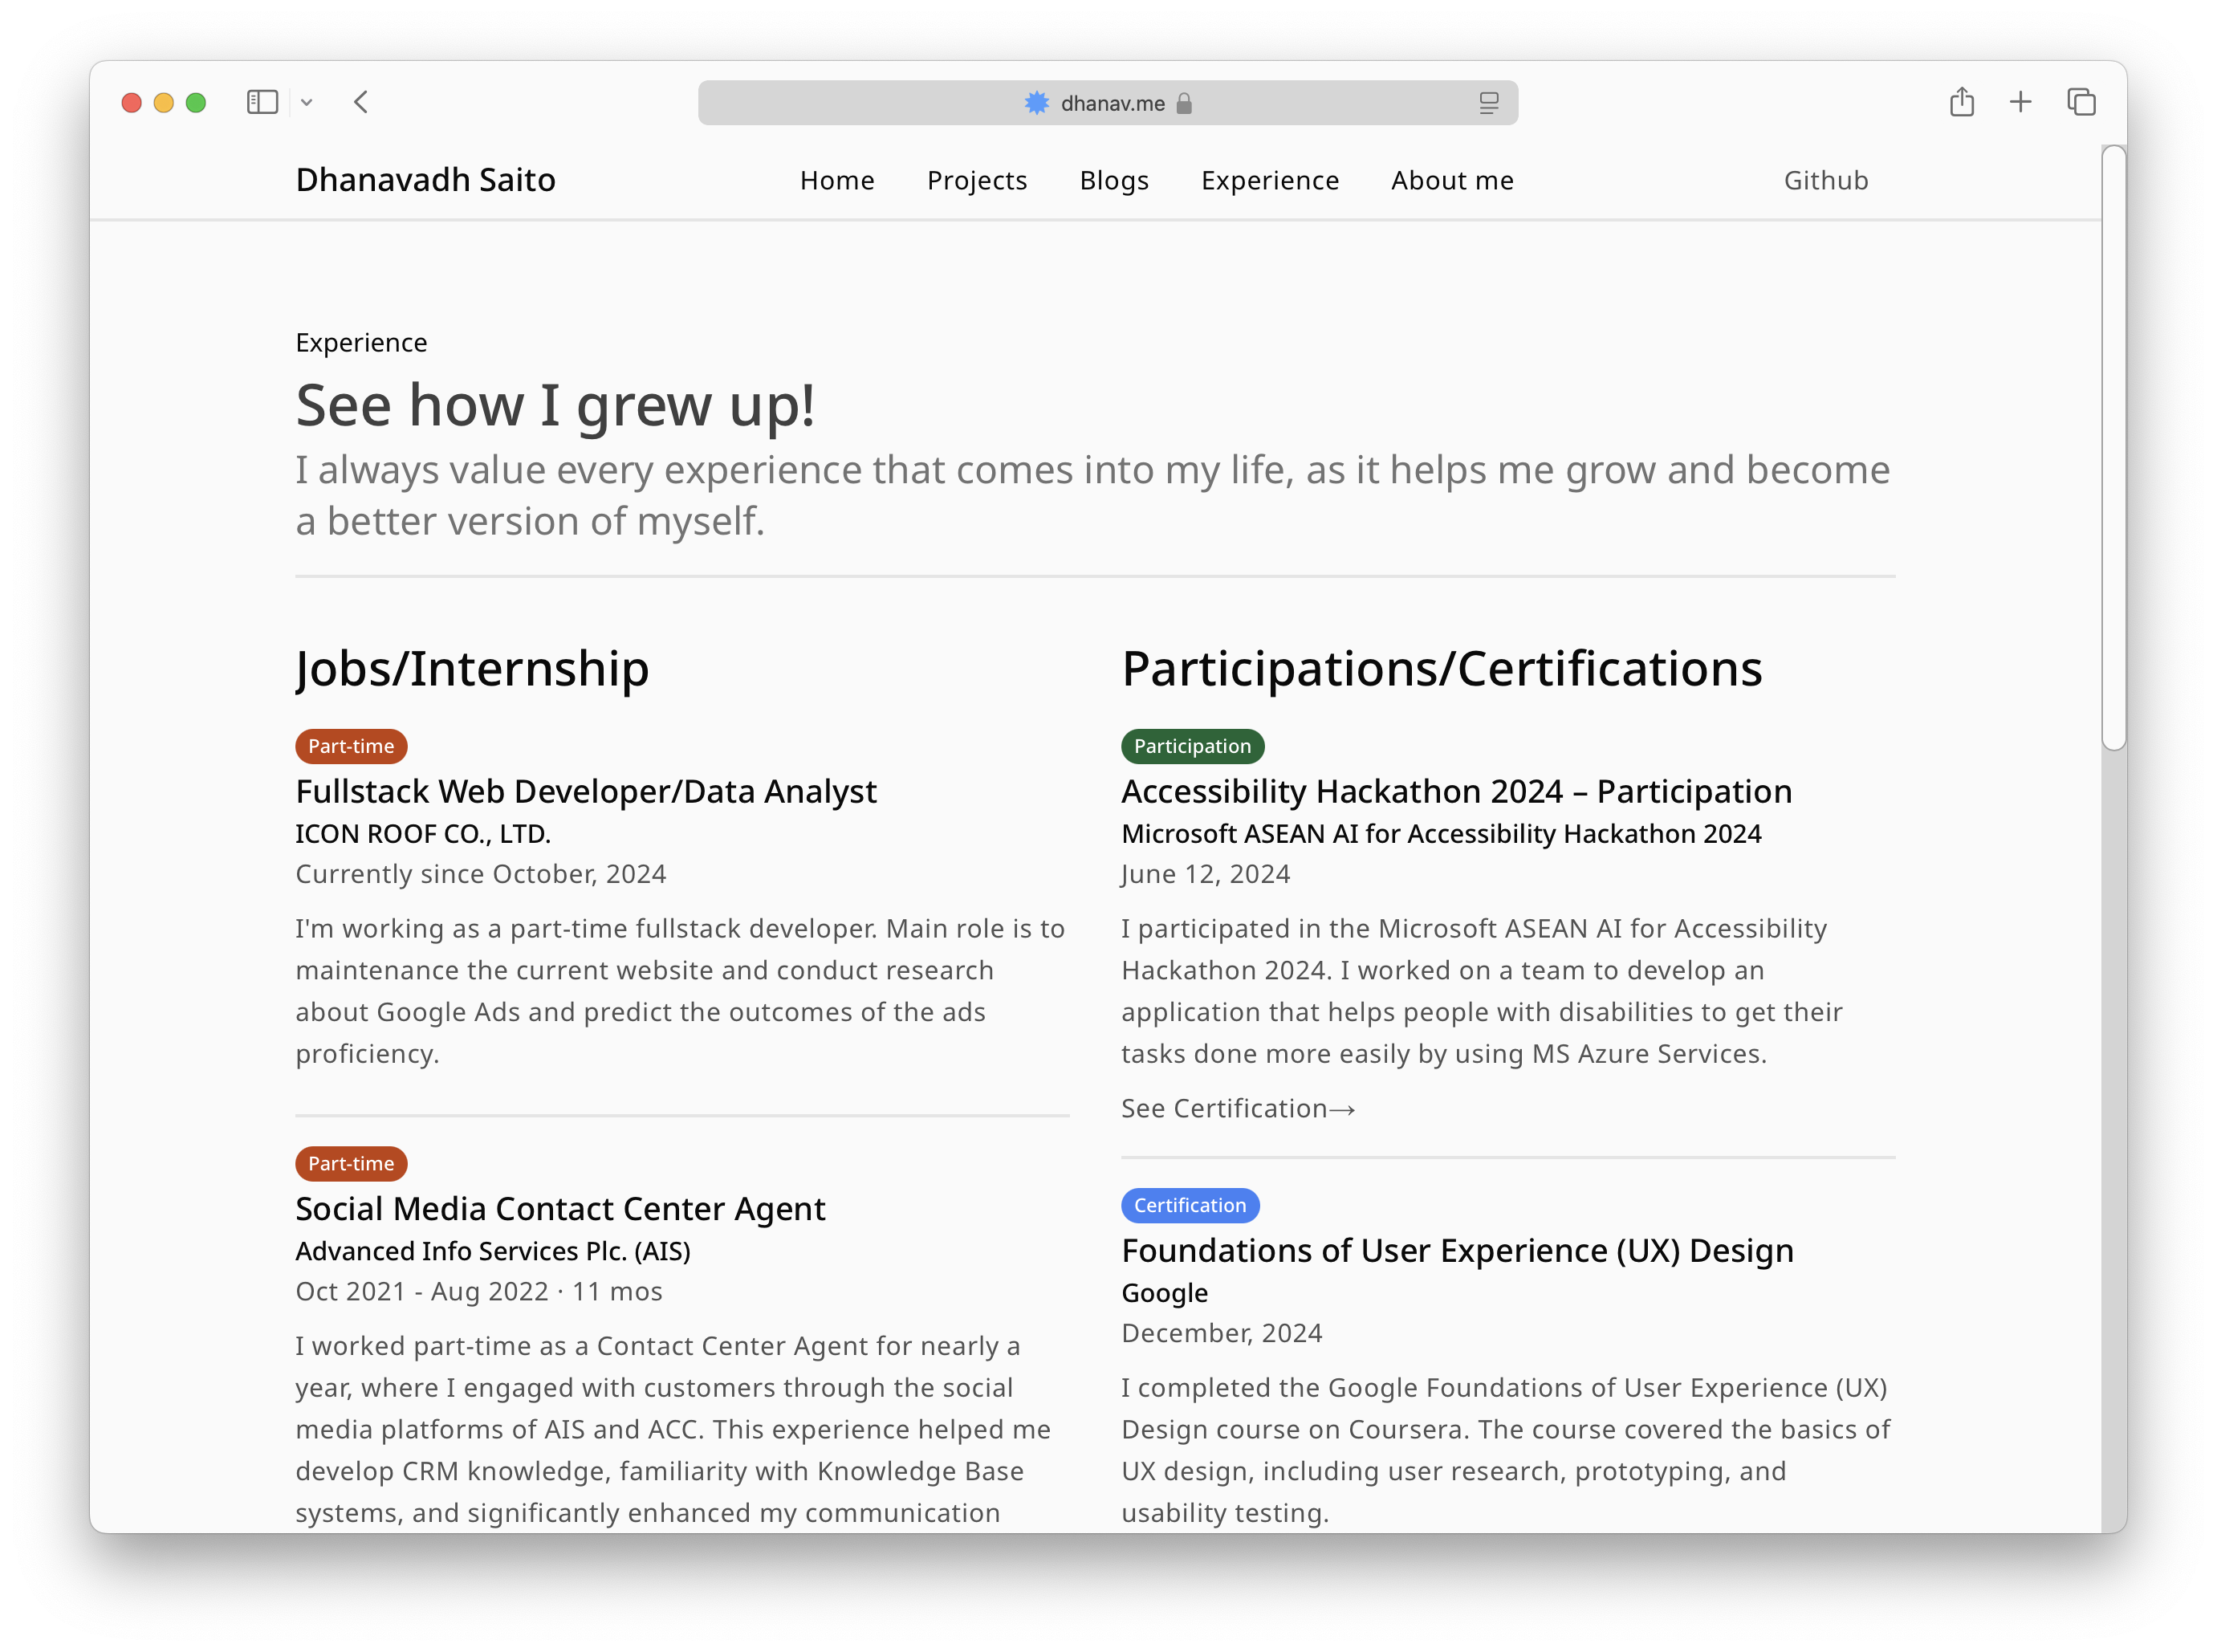 dhanav.me
Dhanavadh Saito
Home
Projects
Blogs
Experience
About me
Github
Experience
See how I grew up!
I always value every experience that comes into my life, as it helps me grow and become
a better version of myself.
Jobs/Internship
Part-time
Fullstack Web Developer/Data Analyst
ICON ROOF CO., LTD.
Currently since October, 2024
I'm working as a part-time fullstack developer. Main role is to
maintenance the current website and conduct research
about Google Ads and predict the outcomes of the ads
proficiency.
Part-time
Social Media Contact Center Agent
Advanced Info Services Plc. (AIS)
Oct 2021 - Aug 2022 · 11 mos
I worked part-time as a Contact Center Agent for nearly a
year, where I engaged with customers through the social
media platforms of AIS and ACC. This experience helped me
develop CRM knowledge, familiarity with Knowledge Base
systems, and significantly enhanced my communication
Participations/Certifications
Participation
Accessibility Hackathon 2024 – Participation
Microsoft ASEAN AI for Accessibility Hackathon 2024
June 12, 2024
I participated in the Microsoft ASEAN AI for Accessibility
Hackathon 2024. I worked on a team to develop an
application that helps people with disabilities to get their
tasks done more easily by using MS Azure Services.
See Certification→
Certification
Foundations of User Experience (UX) Design
Google
December, 2024
I completed the Google Foundations of User Experience (UX)
Design course on Coursera. The course covered the basics of
UX design, including user research, prototyping, and
usability testing.